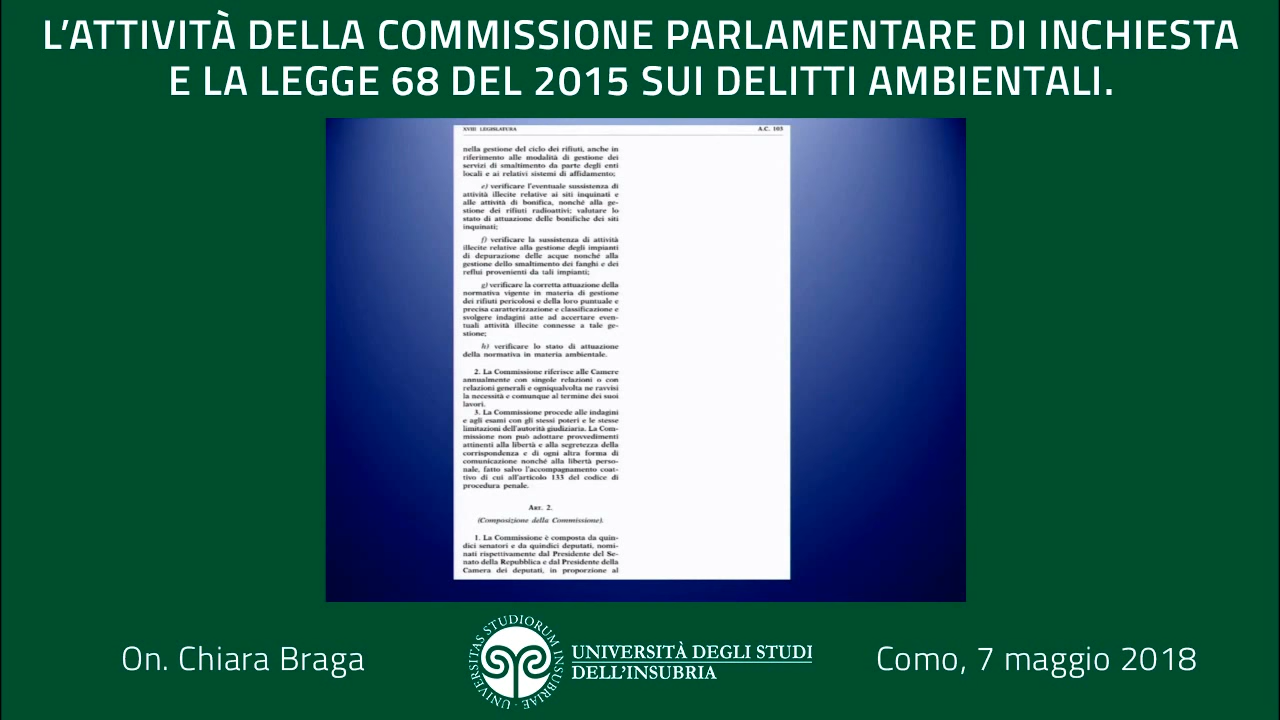 L'ATTIVITÀ DELLA COMMISSIONE PARLAMENTARE DI INCHIESTA
E LA LEGGE 68 DEL 2015 SUI DELITTI AMBIENTALI.
XVIII LEGISLATURA
A.C. 103
nella gestione del ciclo dei rifiuti, anche in
riferimento alle modalità di gestione dei
servizi di smaltimento da parte degli enti
locali e ai relativi sistemi di affidamento;
e) verificare l'eventuale sussistenza di
attività illecite relative ai siti inquinati e
alle attività di bonifica, nonché alla ge-
stione dei rifiuti radioattivi; valutare lo
stato di attuazione delle bonifiche dei siti
inquinati;
f) verificare la sussistenza di attività
illecite relative alla gestione degli impianti
di depurazione delle acque nonché alla
gestione dello smaltimento dei fanghi e dei
reflui provenienti da tali impianti;
g) verificare la corretta attuazione della
normativa vigente in materia di gestione
dei rifiuti pericolosi e della loro puntuale e
precisa caratterizzazione e classificazione e
svolgere indagini atte ad accertare even-
tuali attività illecite connesse a tale ge-
stione;
h) verificare lo stato di attuazione
della normativa in materia ambientale.
2. La Commissione riferisce alle Camere
annualmente con singole relazioni o con
relazioni generali e ogniqualvolta ne ravvisi
la necessità e comunque al termine dei suoi
lavori.
3. La Commissione procede alle indagini
e agli esami con gli stessi poteri e le stesse
limitazioni dell'autorità giudiziaria. La Com-
missione non può adottare provvedimenti
attinenti alla libertà e alla segretezza della
corrispondenza e di ogni altra forma di
comunicazione nonché alla libertà perso-
nale, fatto salvo l'accompagnamento coat-
tivo di cui all'articolo 133 del codice di
procedura penale.
ART. 2.
(Composizione della Commissione).
1. La Commissione è composta da quin-
dici senatori e da quindici deputati, nomi-
nati rispettivamente dal Presidente del Se-
nato della Repubblica e dal Presidente della
Camera dei deputati, in proporzione al
On. Chiara Braga
UNIVERSITAS STUDIORUM INSUBRIAE
UNIVERSITÀ DEGLI STUDI
DELL'INSUBRIA
Como, 7 maggio 2018